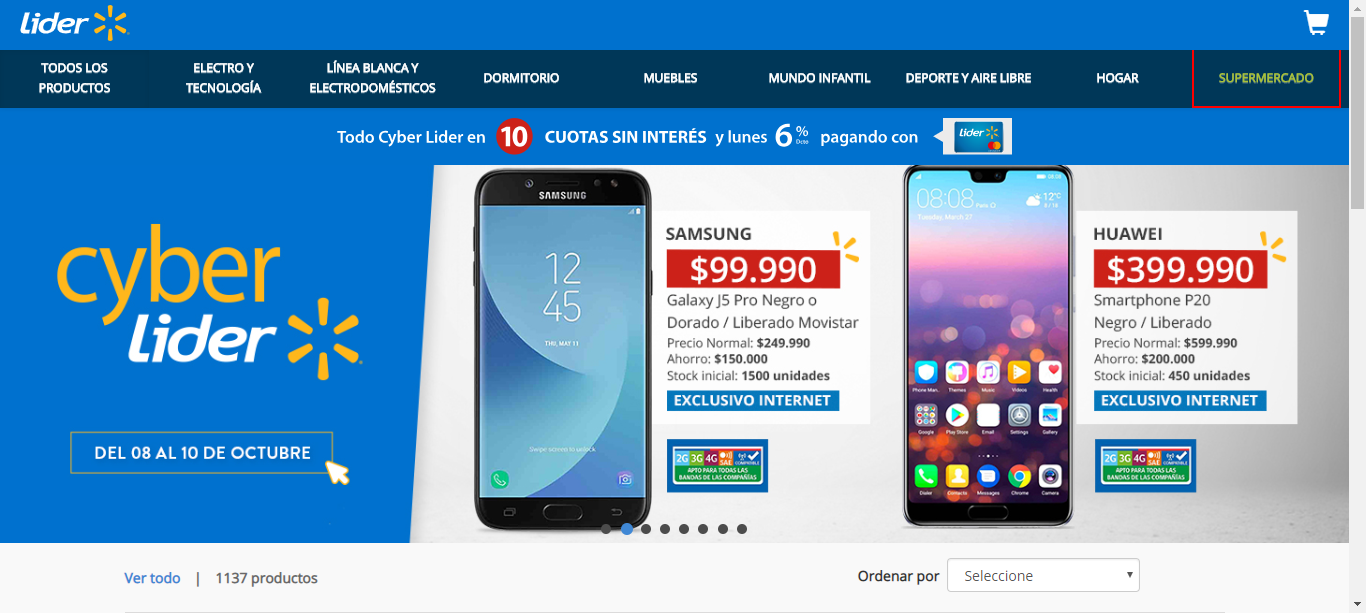 Lider
TODOS LOS
PRODUCTOS
ELECTRO Y
TECNOLOGÍA
LÍNEA BLANCA Y
ELECTRODOMÉSTICOS
DORMITORIO
MUEBLES
MUNDO INFANTIL
DEPORTE Y AIRE LIBRE
HOGAR
SUPERMERCADO
Todo Cyber Lider en 10 CUOTAS SIN INTERÉS y lunes 6% Dcto pagando con
Lider
cyber
lider
DEL 08 AL 10 DE OCTUBRE
SAMSUNG
12
45
THU, MAY 11
Swipe screen to unlock
SAMSUNG
$99.990
Galaxy J5 Pro Negro o
Dorado / Liberado Movistar
Precio Normal: $249.990
Ahorro: $150.000
Stock inicial: 1500 unidades
EXCLUSIVO INTERNET
2G 3G 4G SAE COMPATIBLE
APTO PARA TODAS LAS
BANDAS DE LAS COMPAÑÍAS
08:08
12°C
Tuesday, March 27
Phone Man. Themes Music Videos Health
Google Play Store Email Settings Gallery
Dialer Contacts Messages Chrome Camera
HUAWEI
$399.990
Smartphone P20
Negro / Liberado
Precio Normal: $599.990
Ahorro: $200.000
Stock inicial: 450 unidades
EXCLUSIVO INTERNET
2G 3G 4G SAE COMPATIBLE
APTO PARA TODAS LAS
BANDAS DE LAS COMPAÑÍAS
Ver todo | 1137 productos
Ordenar por Seleccione